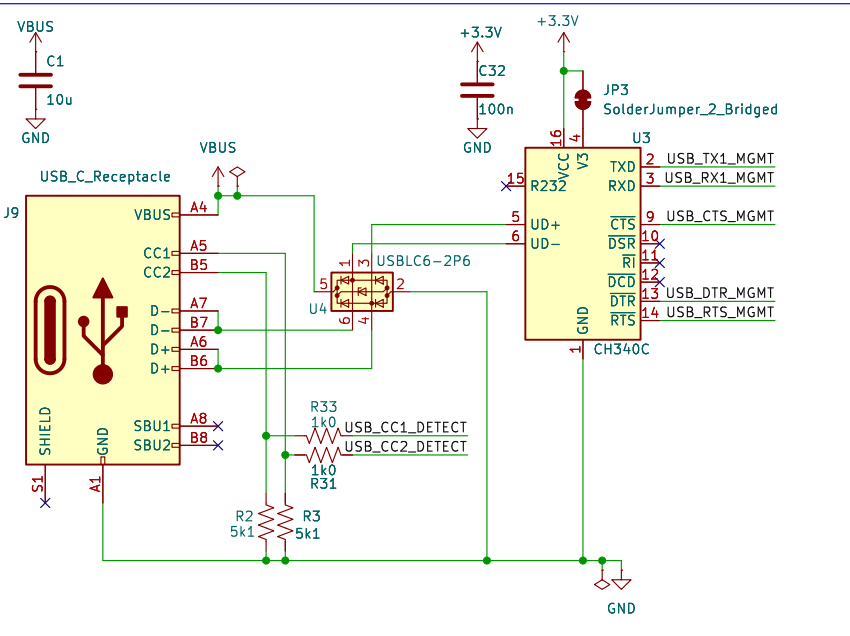 VBUS
C1
10u
GND
+3.3V
C32
100n
GND
+3.3V
JP3
SolderJumper_2_Bridged
VBUS
USB_C_Receptacle
J9
VBUS
A4
CC1
A5
CC2
B5
D-
A7
D-
B7
D+
A6
D+
B6
SBU1
A8
SBU2
B8
SHIELD
GND
S1
A1
USBLC6-2P6
U4
1
3
5
2
6
4
U3
16
4
VCC
V3
15
R232
5
UD+
6
UD-
TXD
2
USB_TX1_MGMT
RXD
3
USB_RX1_MGMT
CTS
9
USB_CTS_MGMT
DSR
10
RI
11
DCD
12
DTR
13
USB_DTR_MGMT
RTS
14
USB_RTS_MGMT
GND
1
CH340C
R33
1k0
USB_CC1_DETECT
USB_CC2_DETECT
1k0
R31
R2
5k1
R3
5k1
GND